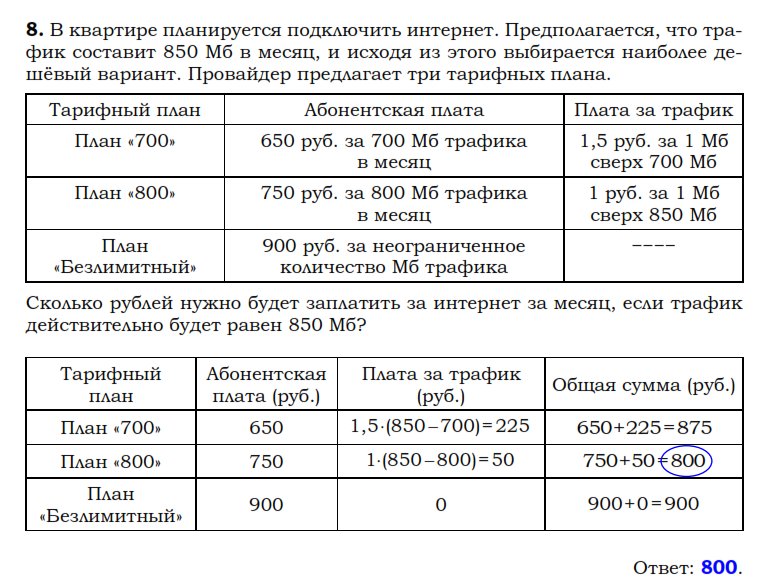 8. В квартире планируется подключить интернет. Предполагается, что тра-
фик составит 850 Мб в месяц, и исходя из этого выбирается наиболее де-
шёвый вариант. Провайдер предлагает три тарифных плана.
Тарифный план Абонентская плата Плата за трафик
План «700» 650 руб. за 700 Мб трафика 1,5 руб. за 1 Мб
в месяц сверх 700 Мб
План «800» 750 руб. за 800 Мб трафика 1 руб. за 1 Мб
в месяц сверх 850 Мб
План 900 руб. за неограниченное ––––
«Безлимитный» количество Мб трафика
Сколько рублей нужно будет заплатить за интернет за месяц, если трафик
действительно будет равен 850 Мб?
Тарифный Абонентская Плата за трафик Общая сумма (руб.)
план плата (руб.) (руб.)
План «700» 650 1,5·(850–700)=225 650+225=875
План «800» 750 1·(850–800)=50 750+50=800
План 900 0 900+0=900
«Безлимитный»
Ответ: 800.